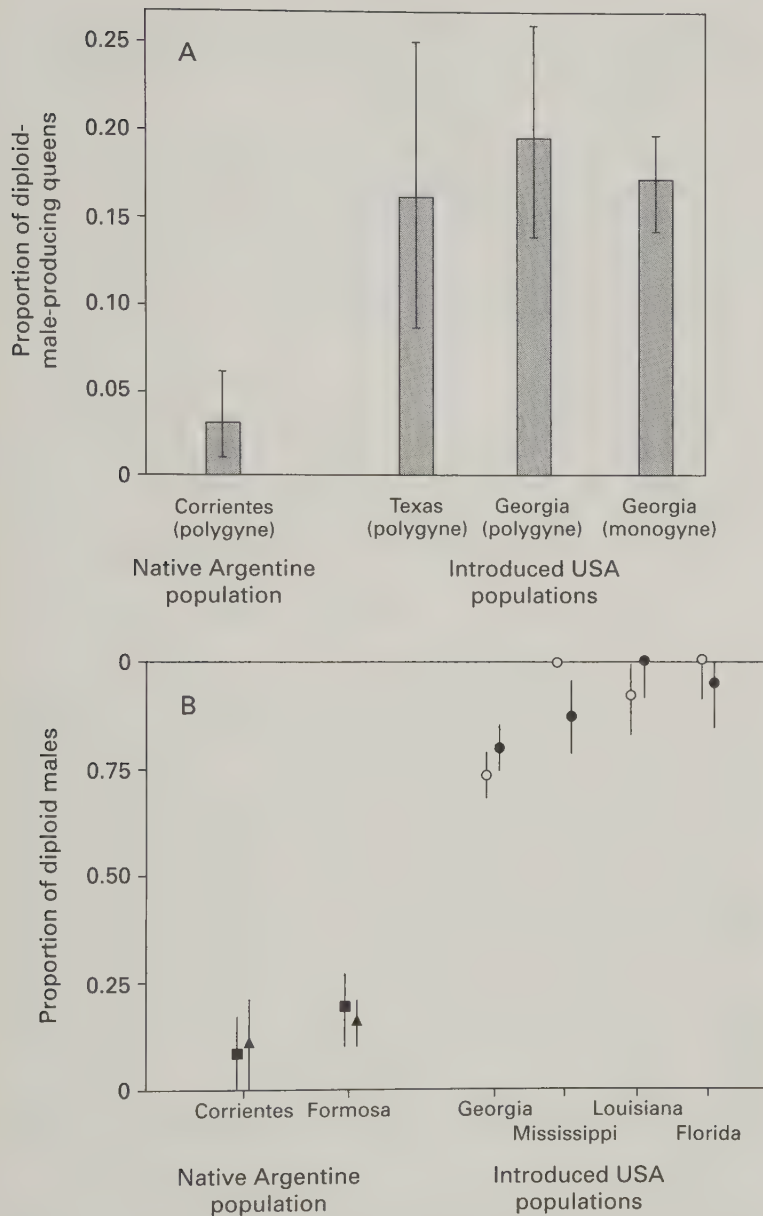 A
0.25
0.20
0.15
0.10
0.05
0
Proportion of diploid-
male-producing queens
Corrientes
(polygyne)
Texas
(polygyne)
Georgia
(polygyne)
Georgia
(monogyne)
Native Argentine
population
Introduced USA
populations
B
0
0.75
0.50
0.25
0
Proportion of diploid males
Corrientes
Formosa
Georgia
Mississippi
Louisiana
Florida
Native Argentine
population
Introduced USA
populations